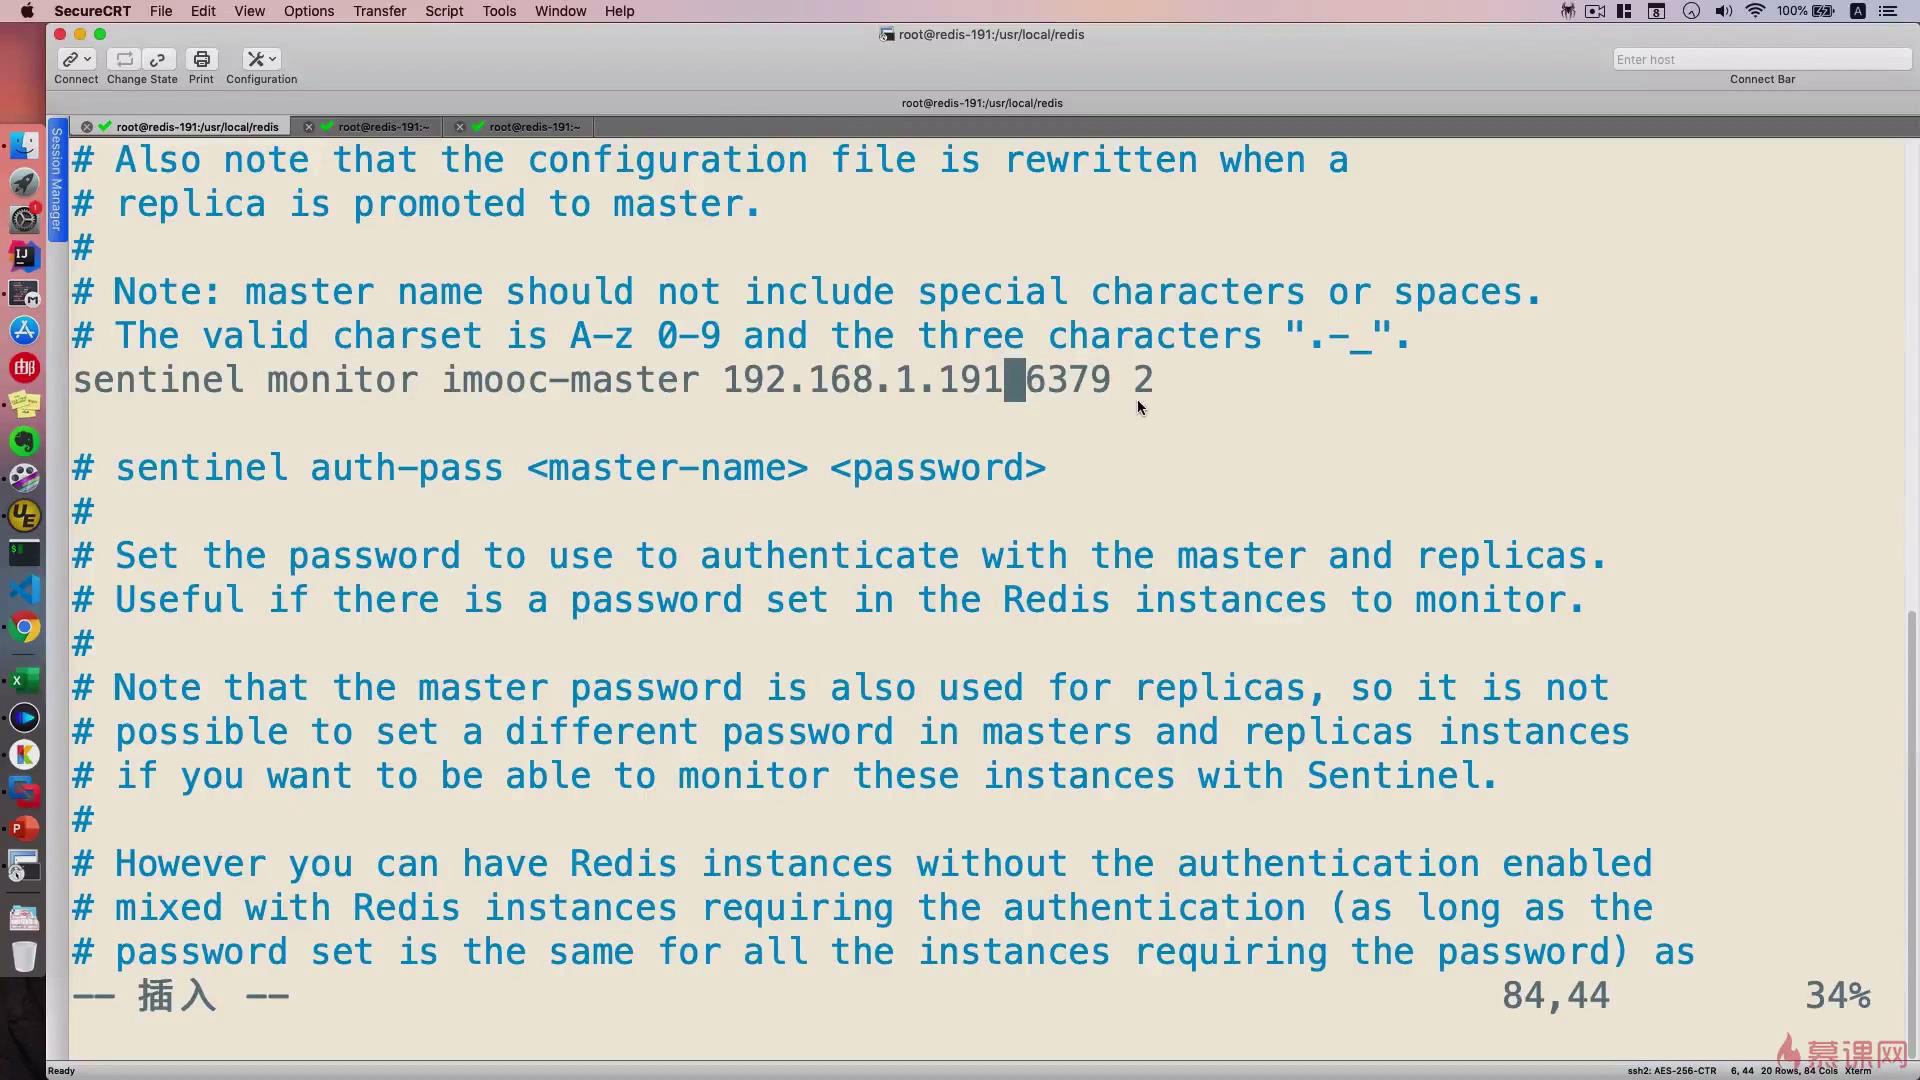 SecureCRT File Edit View Options Transfer Script Tools Window Help 8 100% A
root@redis-191:/usr/local/redis
Connect Change State Print Configuration
Enter host
Connect Bar
root@redis-191:/usr/local/redis
root@redis-191:/usr/local/redis root@redis-191:~ root@redis-191:~
Session Manager
# Also note that the configuration file is rewritten when a
# replica is promoted to master.
#
# Note: master name should not include special characters or spaces.
# The valid charset is A-z 0-9 and the three characters ".-_".
sentinel monitor imooc-master 192.168.1.191 6379 2
# sentinel auth-pass <master-name> <password>
#
# Set the password to use to authenticate with the master and replicas.
# Useful if there is a password set in the Redis instances to monitor.
#
# Note that the master password is also used for replicas, so it is not
# possible to set a different password in masters and replicas instances
# if you want to be able to monitor these instances with Sentinel.
#
# However you can have Redis instances without the authentication enabled
# mixed with Redis instances requiring the authentication (as long as the
# password set is the same for all the instances requiring the password) as
-- 插入 -- 84,44 34%
慕课网
Ready ssh2: AES-256-CTR 6, 44 20 Rows, 84 Cols Xterm